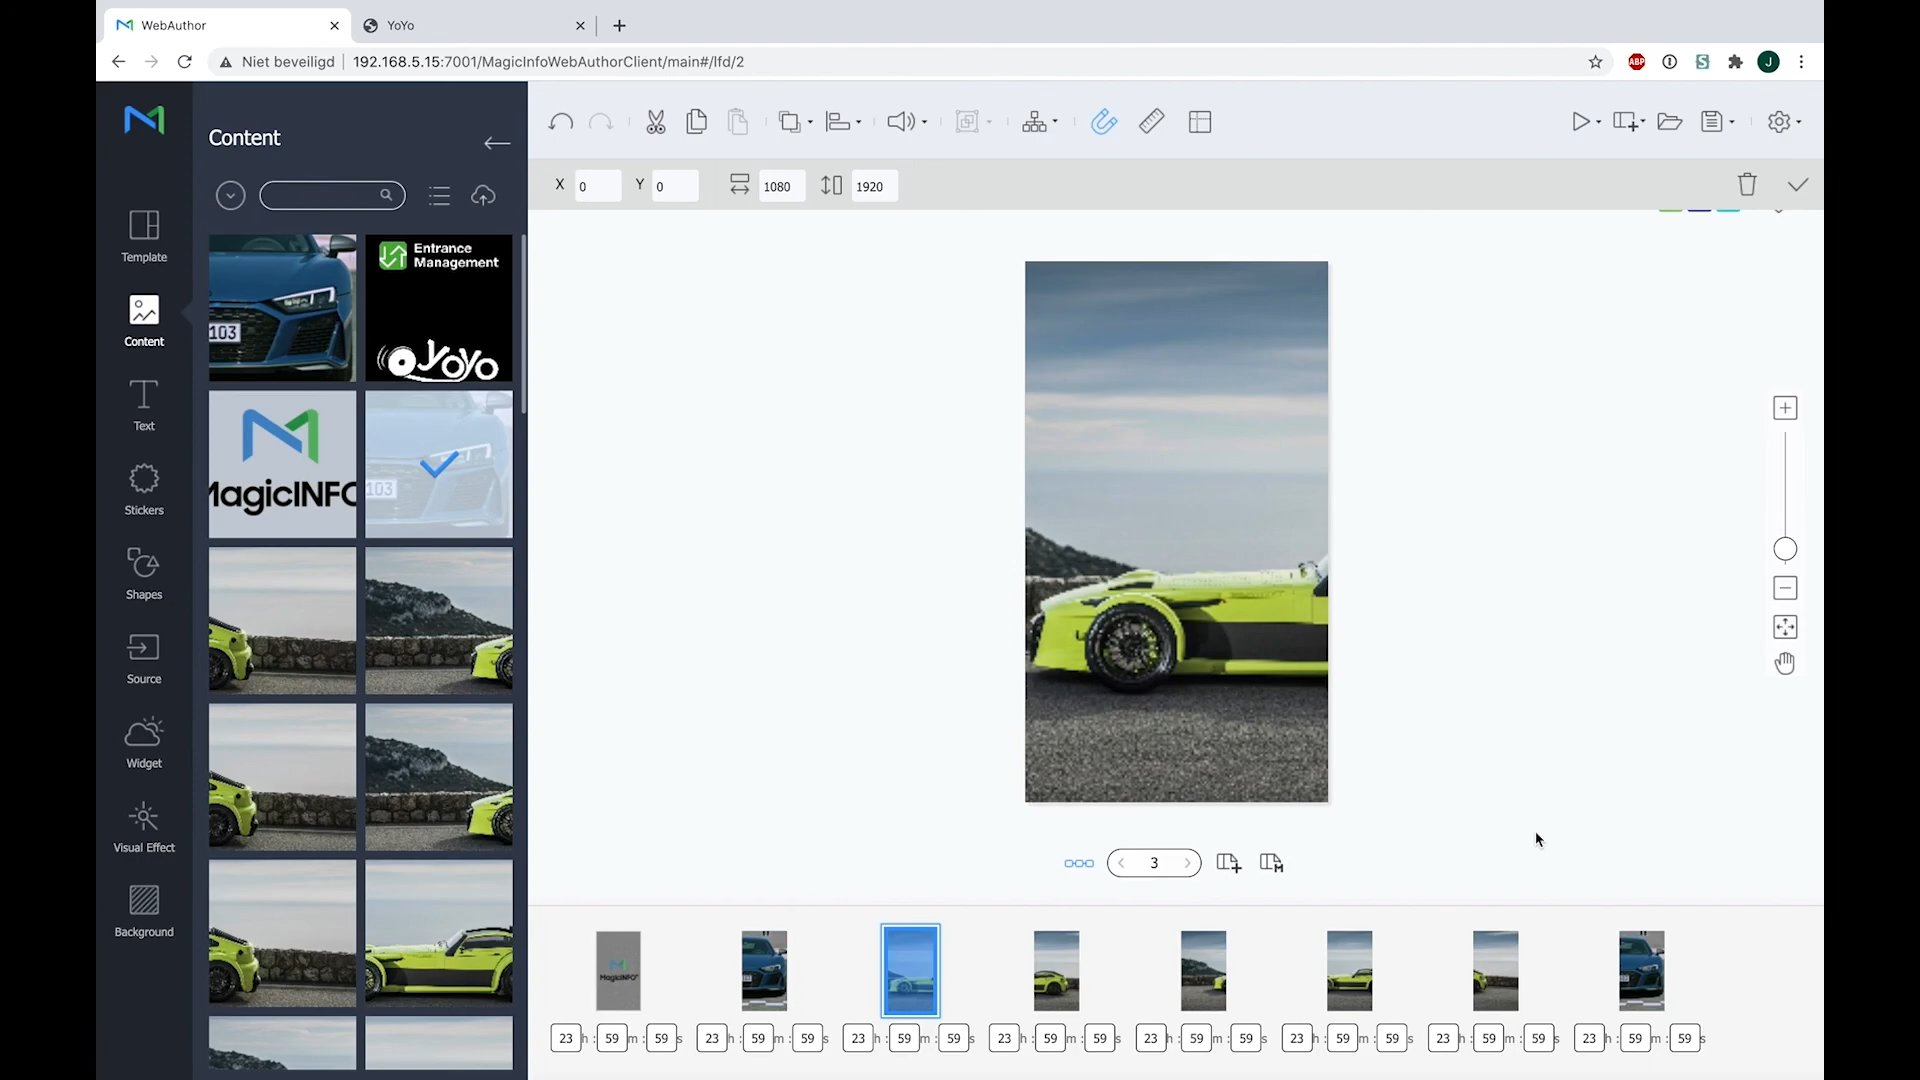 WebAuthor
YoYo
Niet beveiligd
192.168.5.15:7001/MagicInfoWebAuthorClient/main#/lfd/2
ABP
S
J
Content
X 0 Y 0 1080 1920
Template
Content
Text
Stickers
Shapes
Source
Widget
Visual Effect
Background
103
Entrance
Management
YoYo
MagicINFO
103
3
MagicINFO
23 h : 59 m : 59 s
23 h : 59 m : 59 s
23 h : 59 m : 59 s
23 h : 59 m : 59 s
23 h : 59 m : 59 s
23 h : 59 m : 59 s
23 h : 59 m : 59 s
23 h : 59 m : 59 s